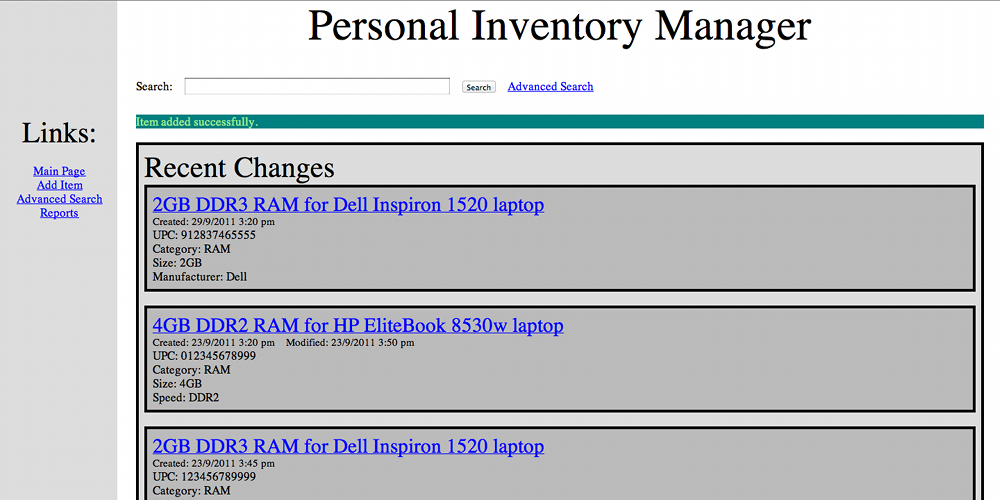 Personal Inventory Manager
Search: Search Advanced Search
Item added successfully.
Links:
Main Page
Add Item
Advanced Search
Reports
Recent Changes
2GB DDR3 RAM for Dell Inspiron 1520 laptop
Created: 29/9/2011 3:20 pm
UPC: 912837465555
Category: RAM
Size: 2GB
Manufacturer: Dell
4GB DDR2 RAM for HP EliteBook 8530w laptop
Created: 23/9/2011 3:20 pm Modified: 23/9/2011 3:50 pm
UPC: 012345678999
Category: RAM
Size: 4GB
Speed: DDR2
2GB DDR3 RAM for Dell Inspiron 1520 laptop
Created: 23/9/2011 3:45 pm
UPC: 123456789999
Category: RAM